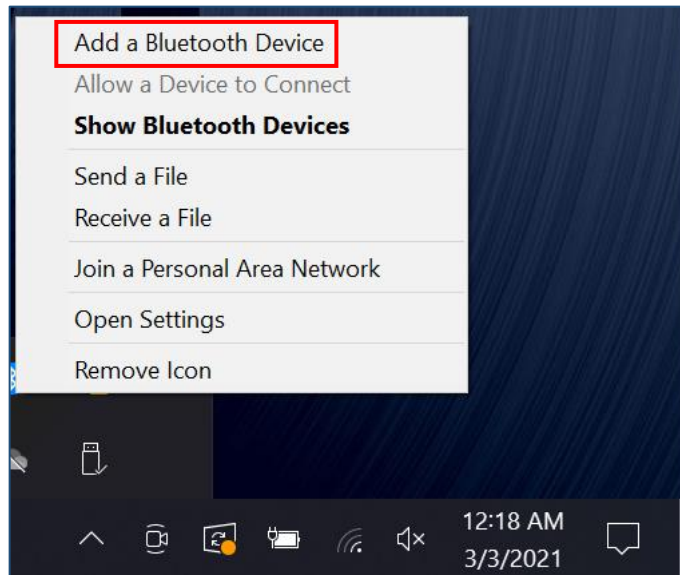 Add a Bluetooth Device
Allow a Device to Connect
Show Bluetooth Devices
Send a File
Receive a File
Join a Personal Area Network
Open Settings
Remove Icon
12:18 AM
3/3/2021